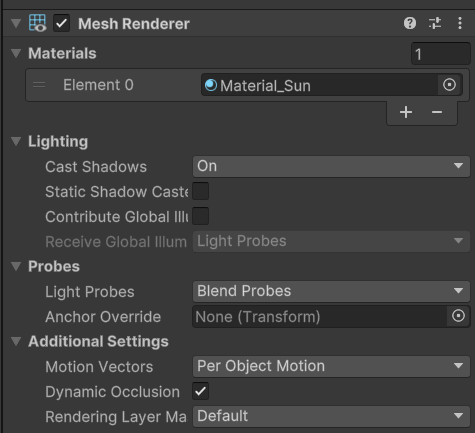 Mesh Renderer
Materials 1
Element 0 Material_Sun
+ −
Lighting
Cast Shadows On
Static Shadow Caste
Contribute Global Illu
Receive Global Illum Light Probes
Probes
Light Probes Blend Probes
Anchor Override None (Transform)
Additional Settings
Motion Vectors Per Object Motion
Dynamic Occlusion
Rendering Layer Ma Default